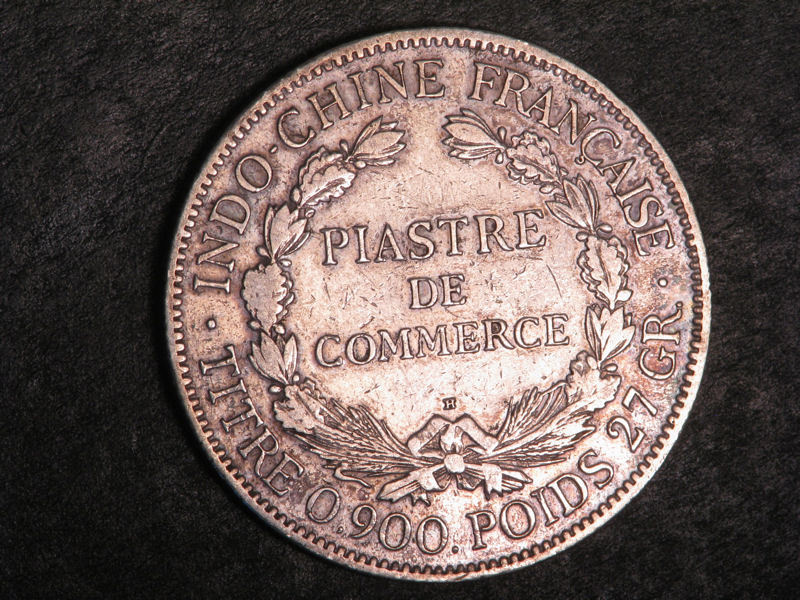 INDO-CHINE FRANÇAISE
PIASTRE
DE
COMMERCE
H
· TITRE 0,900. POIDS 27 GR. ·